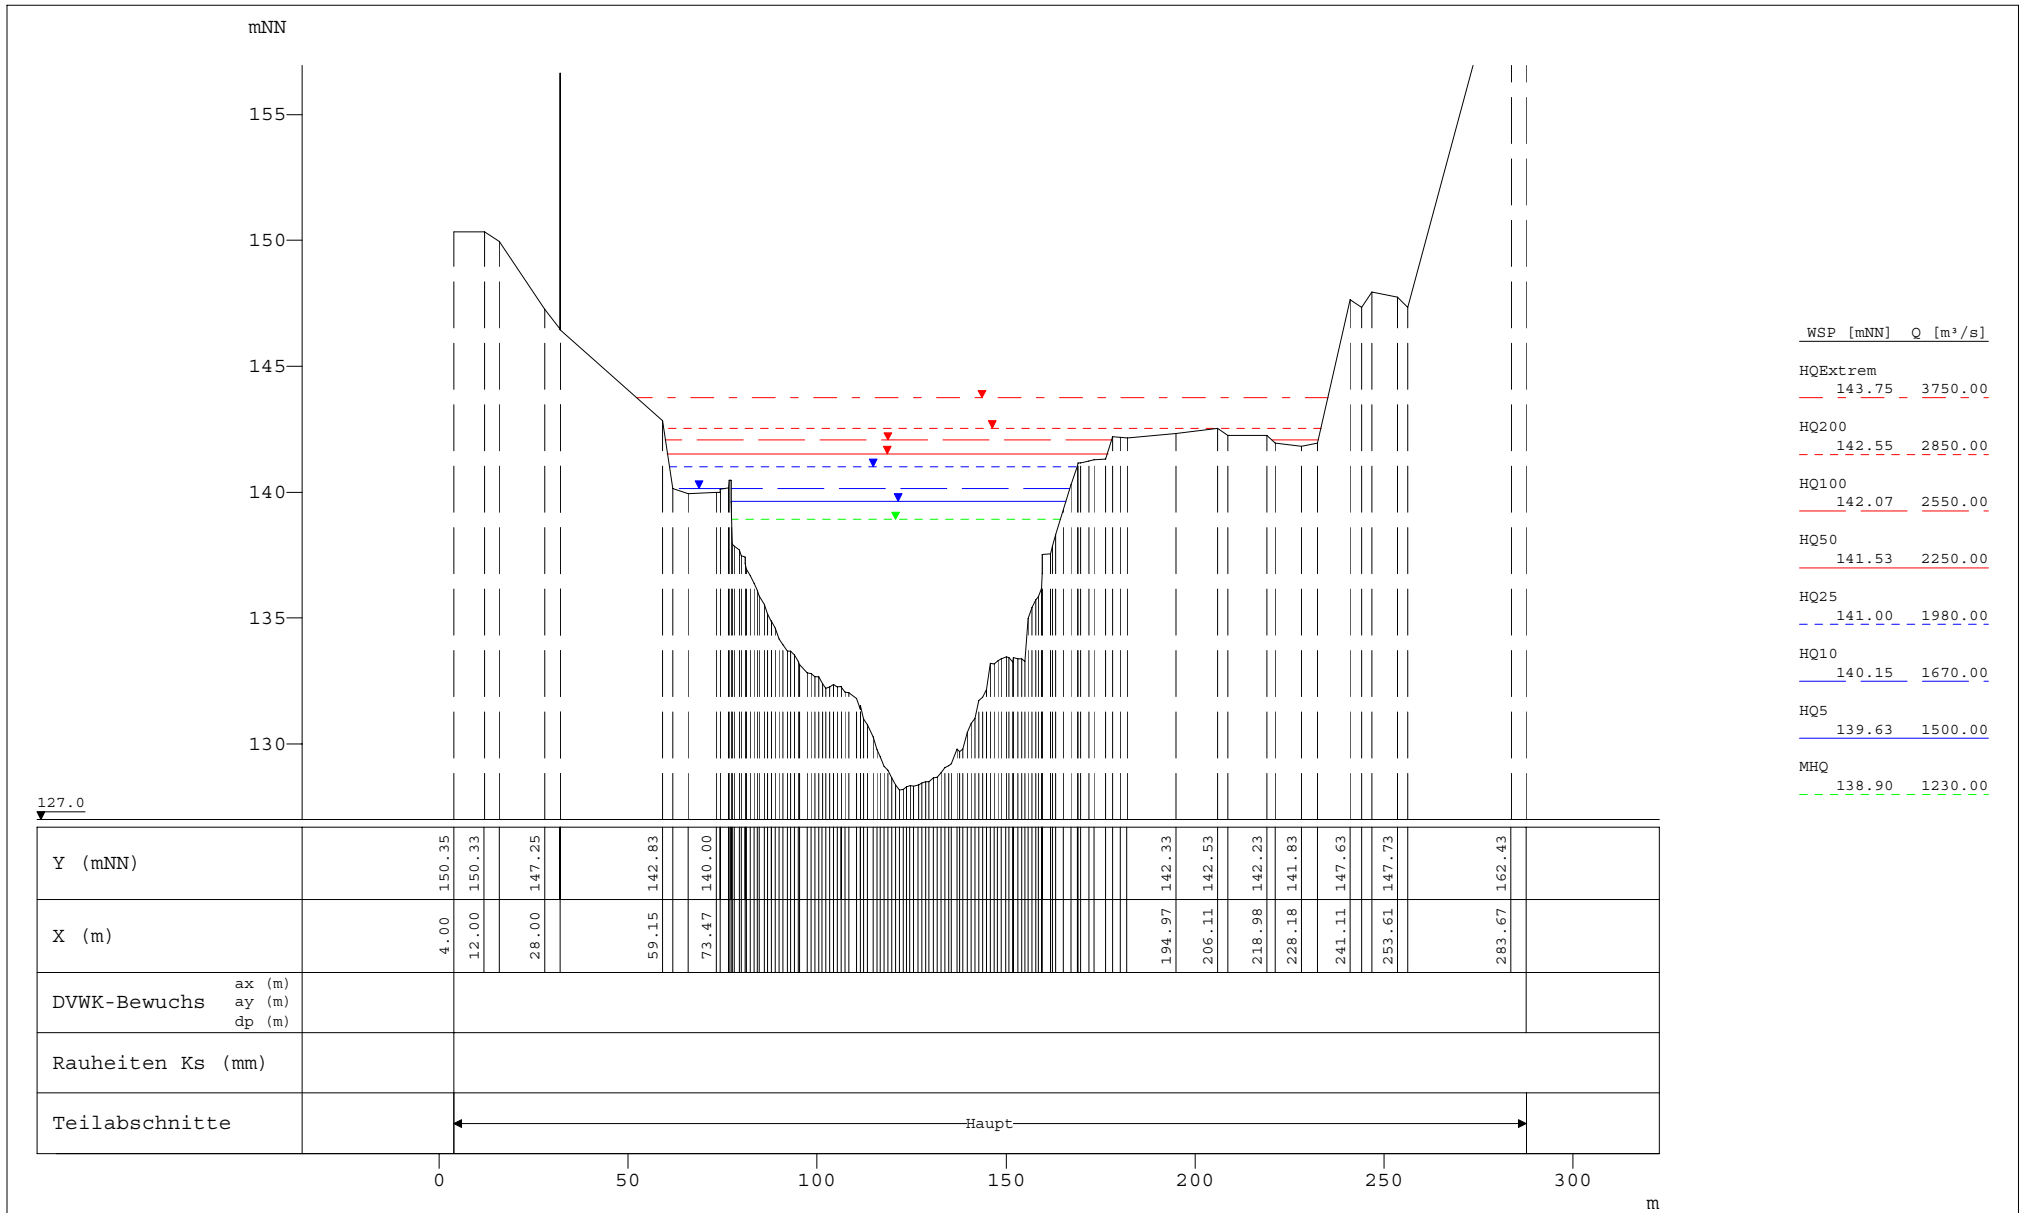 mNN
155
150
145
140
135
130
127.0
WSP [mNN] Q [m³/s]
HQExtrem
143.75 3750.00
HQ200
142.55 2850.00
HQ100
142.07 2550.00
HQ50
141.53 2250.00
HQ25
141.00 1980.00
HQ10
140.15 1670.00
HQ5
139.63 1500.00
MHQ
138.90 1230.00
Y (mNN) 150.35 150.33 147.25 142.83 140.00 142.33 142.53 142.23 141.83 147.63 147.73 162.43
X (m) 4.00 12.00 28.00 59.15 73.47 194.97 206.11 218.98 228.18 241.11 253.61 283.67
DVWK-Bewuchs
ax (m)
ay (m)
dp (m)
Rauheiten Ks (mm)
Teilabschnitte Haupt
0 50 100 150 200 250 300
m